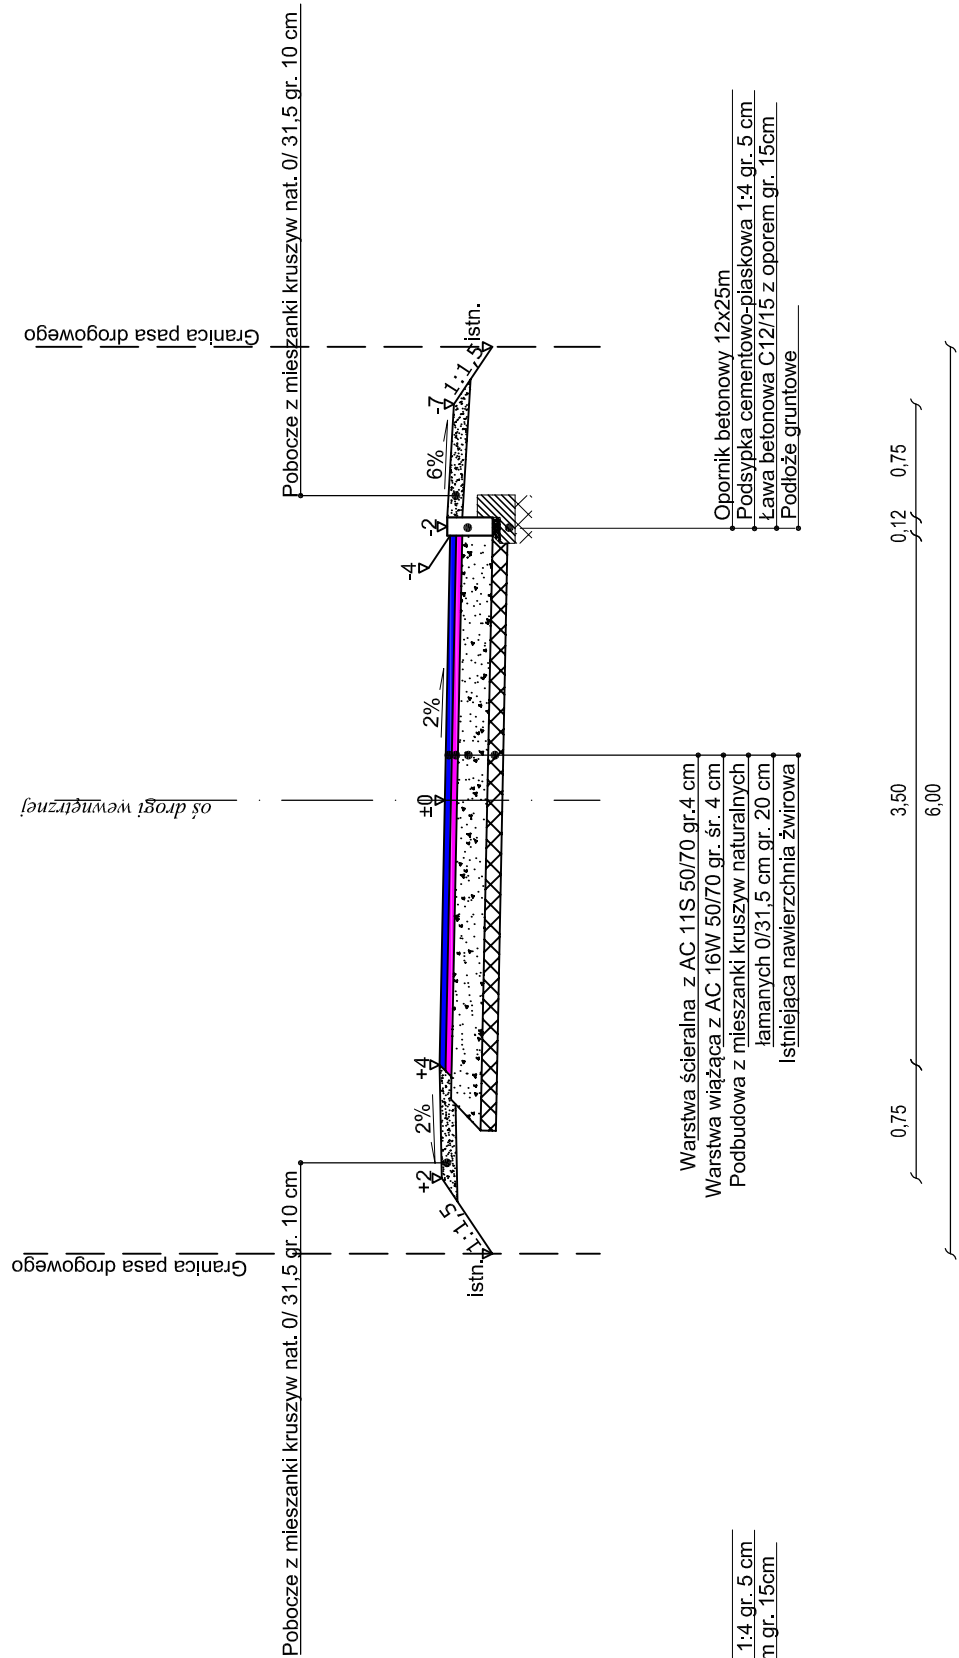 Pobocze z mieszanki kruszyw nat. 0/ 31,5 gr. 10 cm
Pobocze z mieszanki kruszyw nat. 0/ 31,5 gr. 10 cm
Granica pasa drogowego
oś drogi wewnętrznej
Granica pasa drogowego
istn.
1:1,5
+2
2%
+4
±0
2%
-4
-2
6%
-7
1:1,5
istn.
Warstwa ścieralna z AC 11S 50/70 gr.4 cm
Warstwa wiążąca z AC 16W 50/70 gr. śr. 4 cm
Podbudowa z mieszanki kruszyw naturalnych
łamanych 0/31,5 cm gr. 20 cm
Istniejąca nawierzchnia żwirowa
Opornik betonowy 12x25m
Podsypka cementowo-piaskowa 1:4 gr. 5 cm
Ława betonowa C12/15 z oporem gr. 15cm
Podłoże gruntowe
1:4 gr. 5 cm
m gr. 15cm
0,75
3,50
0,12
0,75
6,00